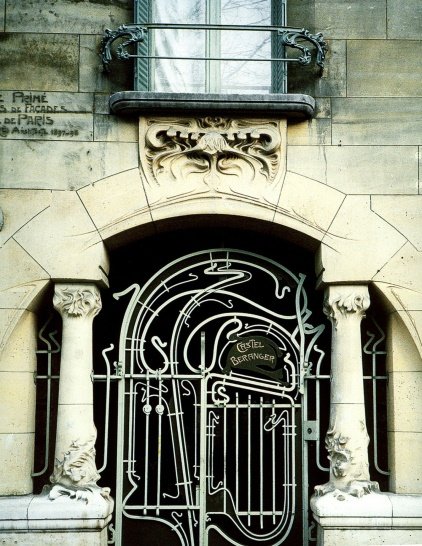 PRIMÉ
DE FAÇADES
DE PARIS
1897-98
CASTEL
BERANGER